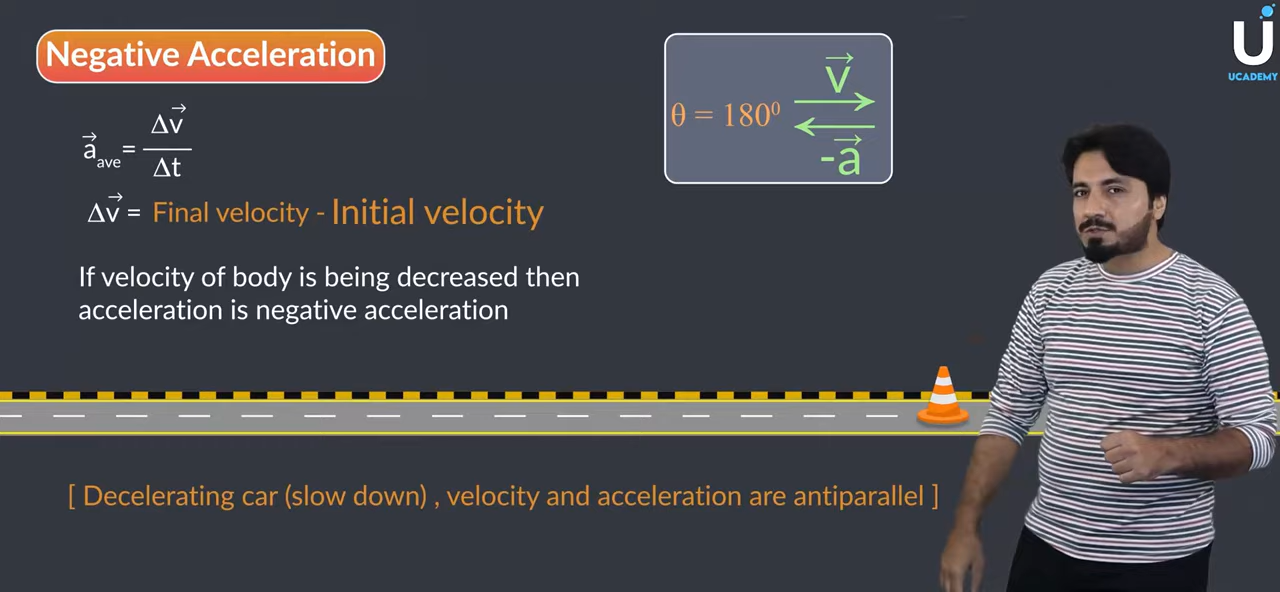 Negative Acceleration
a⃗ave = Δv⃗ / Δt
Δv⃗ = Final velocity - Initial velocity
If velocity of body is being decreased then
acceleration is negative acceleration
v⃗
θ = 180⁰
-a⃗
U
UCADEMY
[ Decelerating car (slow down) , velocity and acceleration are antiparallel ]